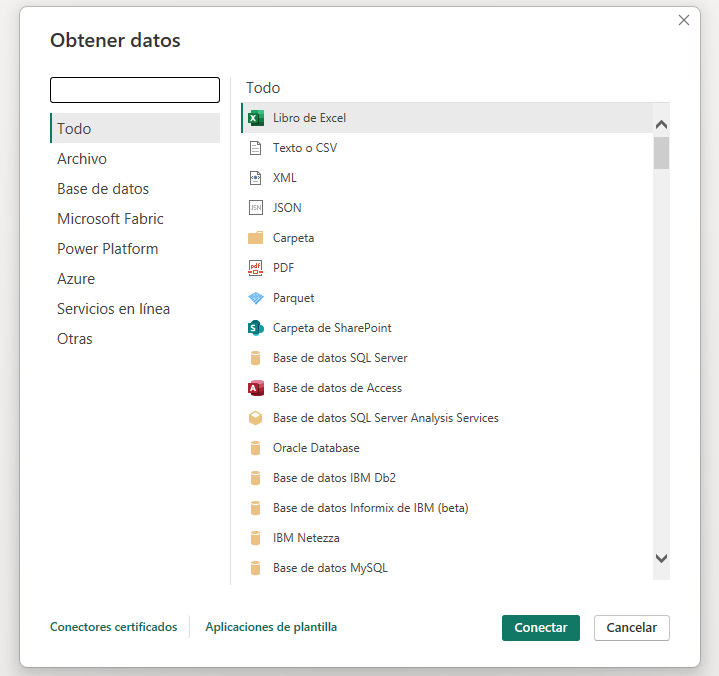 Obtener datos
Todo
Archivo
Base de datos
Microsoft Fabric
Power Platform
Azure
Servicios en línea
Otras
Todo
Libro de Excel
Texto o CSV
XML
JSON
Carpeta
PDF
Parquet
Carpeta de SharePoint
Base de datos SQL Server
Base de datos de Access
Base de datos SQL Server Analysis Services
Oracle Database
Base de datos IBM Db2
Base de datos Informix de IBM (beta)
IBM Netezza
Base de datos MySQL
Conectores certificados
Aplicaciones de plantilla
Conectar
Cancelar